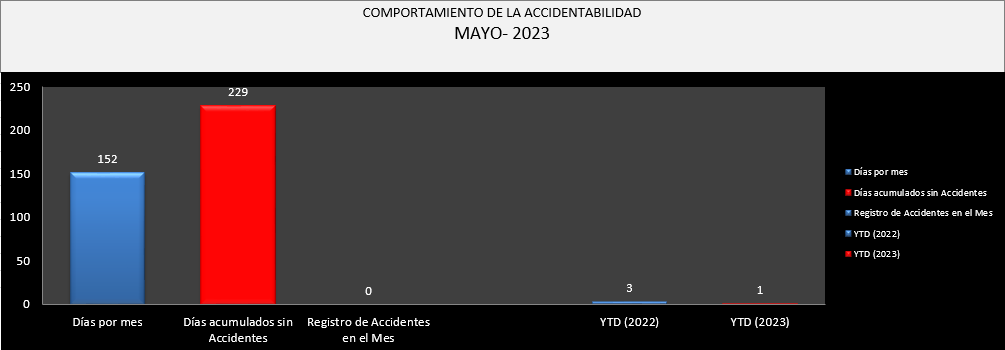 COMPORTAMIENTO DE LA ACCIDENTABILIDAD
MAYO- 2023
250
200
150
100
50
0
152
229
0
3
1
Días por mes
Días acumulados sin
Accidentes
Registro de Accidentes
en el Mes
YTD (2022)
YTD (2023)
Días por mes
Días acumulados sin Accidentes
Registro de Accidentes en el Mes
YTD (2022)
YTD (2023)